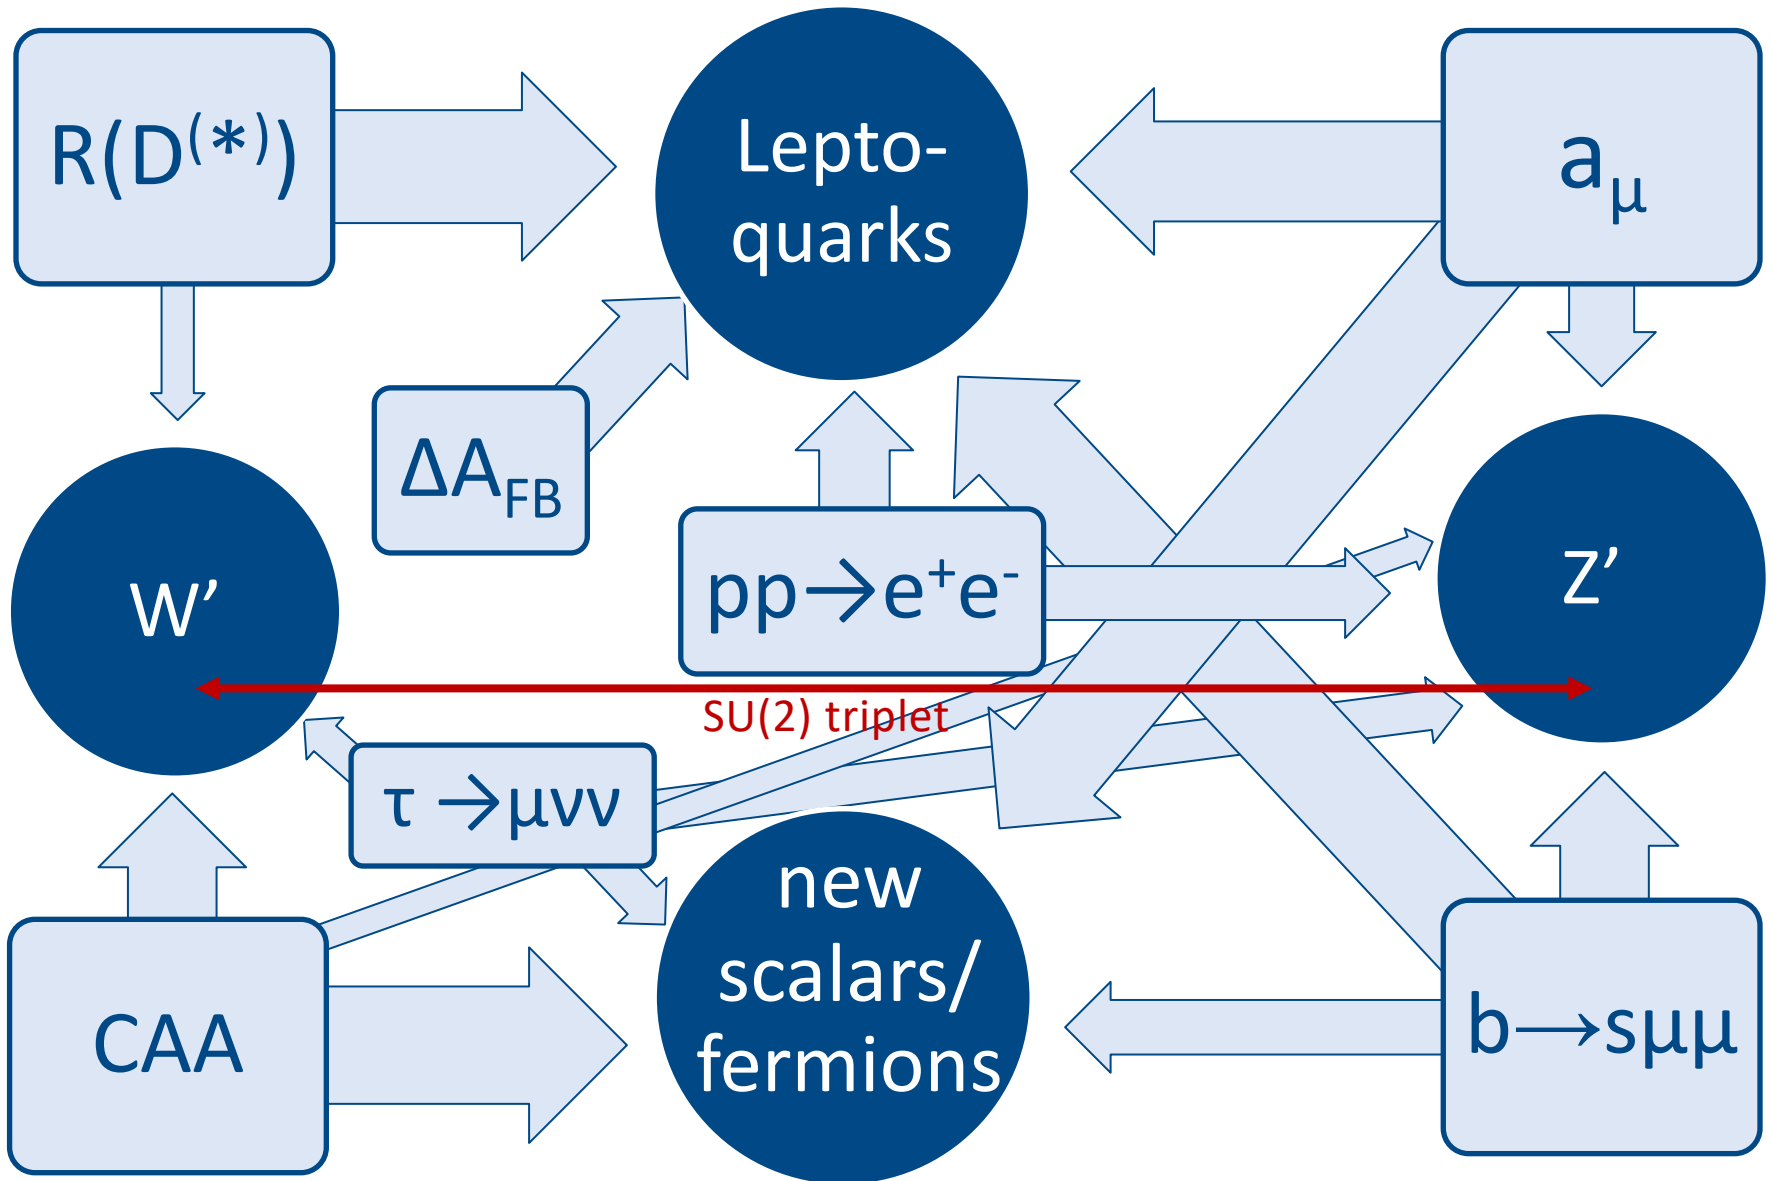 R(D⁽*⁾)
Lepto-
quarks
aμ
ΔAFB
pp→e⁺e⁻
W′
Z′
SU(2) triplet
τ →μνν
new
scalars/
fermions
CAA
b→sμμ